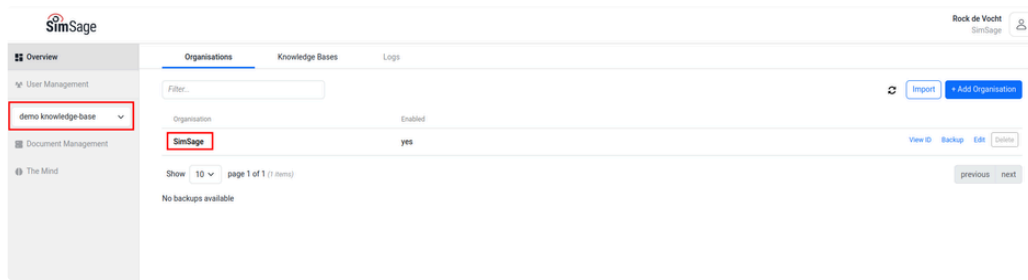 SimSage
Rock de Vocht
SimSage
Overview
Organisations Knowledge Bases Logs
User Management
Filter...
Import + Add Organisation
demo knowledge-base
Organisation Enabled
SimSage yes View ID Backup Edit Delete
Document Management
The Mind
Show 10 page 1 of 1 (1 items) previous next
No backups available